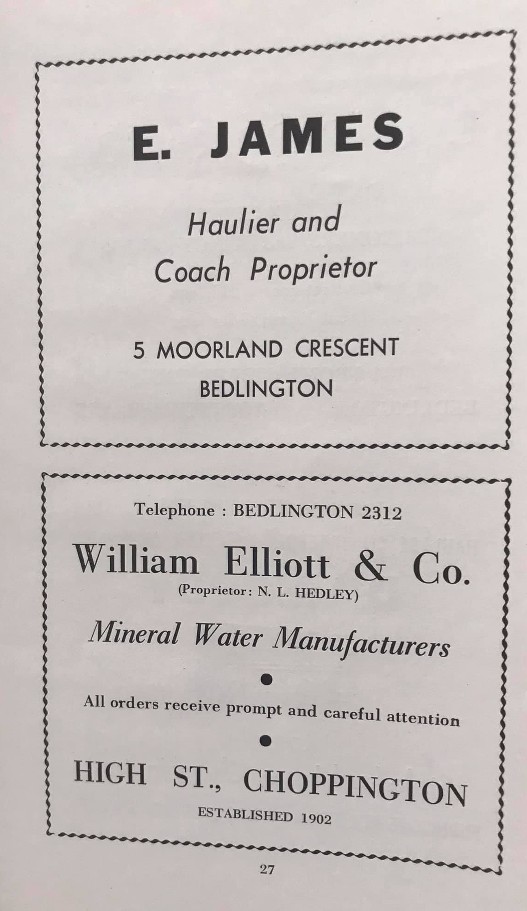 E. JAMES
Haulier and
Coach Proprietor
5 MOORLAND CRESCENT
BEDLINGTON
Telephone : BEDLINGTON 2312
William Elliott & Co.
(Proprietor: N. L. HEDLEY)
Mineral Water Manufacturers
All orders receive prompt and careful attention
HIGH ST., CHOPPINGTON
ESTABLISHED 1902
27